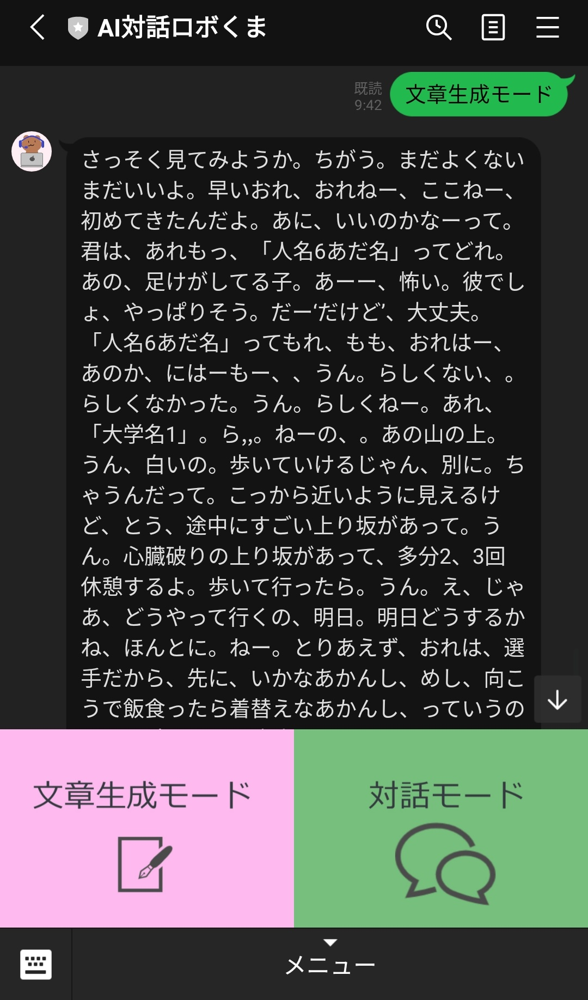 AI対話ロボくま
既読
9:42
文章生成モード
さっそく見てみようか。ちがう。まだよくない
まだいいよ。早いおれ、おれねー、ここねー、
初めてきたんだよ。あに、いいのかなーって。
君は、あれもっ、「人名6あだ名」ってどれ。
あの、足けがしてる子。あーー、怖い。彼でし
ょ、やっぱりそう。だー‘だけど’、大丈夫。
「人名6あだ名」ってもれ、もも、おれはー、
あのか、にはーもー、、うん。らしくない、。
らしくなかった。うん。らしくねー。あれ、
「大学名1」。ら,,。ねーの、。あの山の上。
うん、白いの。歩いていけるじゃん、別に。ち
ゃうんだって。こっから近いように見えるけ
ど、とう、途中にすごい上り坂があって。う
ん。心臓破りの上り坂があって、多分2、3回
休憩するよ。歩いて行ったら。うん。え、じゃ
あ、どうやって行くの、明日。明日どうするか
ね、ほんとに。ねー。とりあえず、おれは、選
手だから、先に、いかなあかんし、めし、向こ
うで飯食ったら着替えなあかんし、っていうの
文章生成モード
対話モード
メニュー